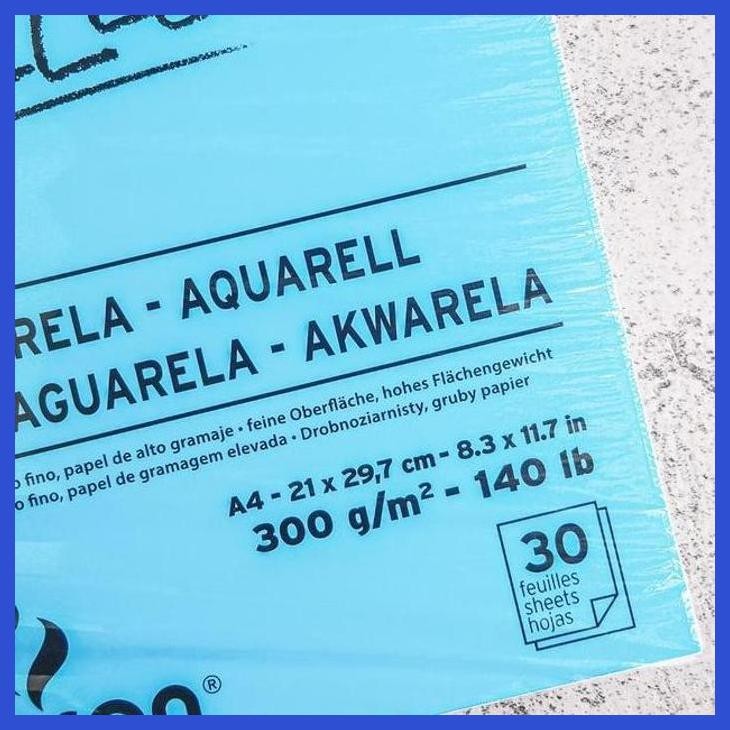 RELA - AQUARELL
AGUARELA - AKWARELA
fino, papel de alto gramaje • feine Oberfläche, hohes Flächengewicht
fino, papel de gramagem elevada • Drobnoziarnisty, gruby papier
A4 - 21 x 29,7 cm - 8.3 x 11.7 in
300 g/m² - 140 lb
30
feuilles
sheets
hojas
®